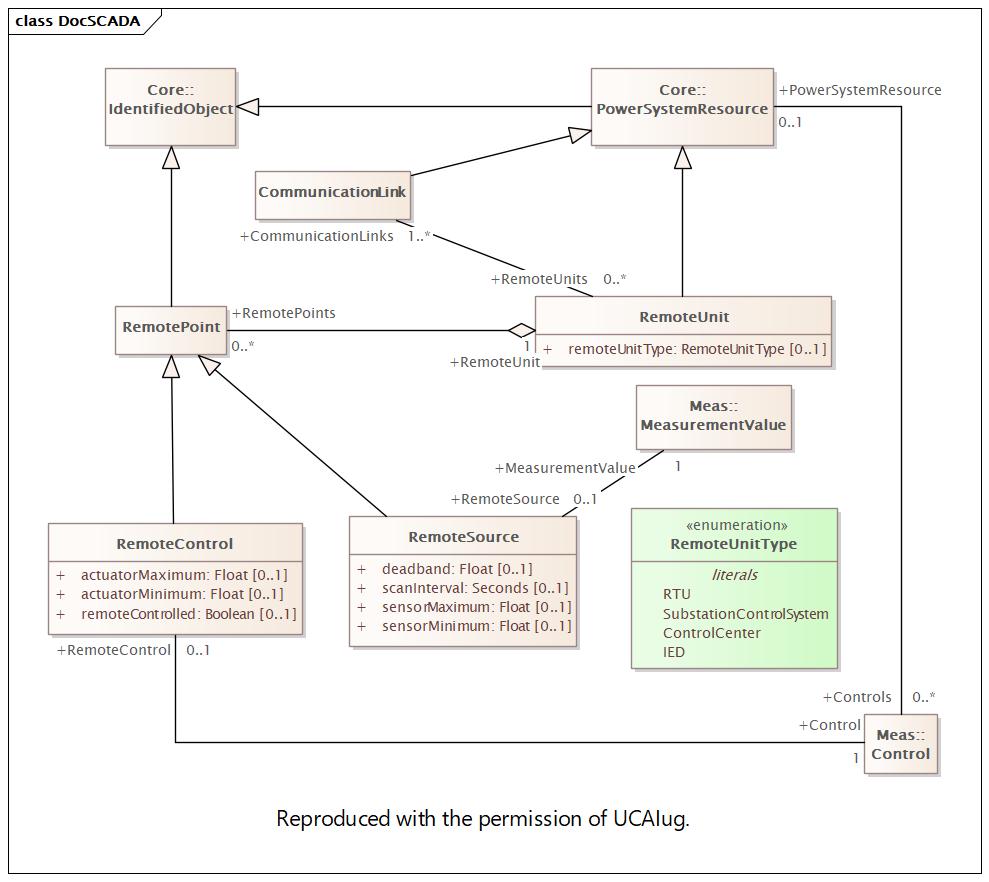 class DocSCADA
Core::
IdentifiedObject
Core::
PowerSystemResource
+PowerSystemResource
0..1
CommunicationLink
+CommunicationLinks 1..*
+RemoteUnits 0..*
RemotePoint
+RemotePoints
0..*
1
+RemoteUnit
RemoteUnit
+ remoteUnitType: RemoteUnitType [0..1]
Meas::
MeasurementValue
+MeasurementValue 1
+RemoteSource 0..1
RemoteControl
+ actuatorMaximum: Float [0..1]
+ actuatorMinimum: Float [0..1]
+ remoteControlled: Boolean [0..1]
+RemoteControl 0..1
RemoteSource
+ deadband: Float [0..1]
+ scanInterval: Seconds [0..1]
+ sensorMaximum: Float [0..1]
+ sensorMinimum: Float [0..1]
«enumeration»
RemoteUnitType
literals
RTU
SubstationControlSystem
ControlCenter
IED
+Controls 0..*
+Control
1
Meas::
Control
Reproduced with the permission of UCAIug.